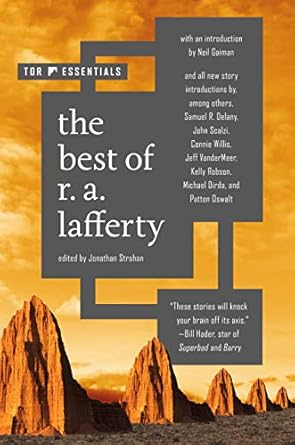 TOR ESSENTIALS
the
best of
r. a.
lafferty
edited by Jonathan Strahan
with an introduction
by Neil Gaiman
and all new story
introductions by,
among others,
Samuel R. Delany,
John Scalzi,
Connie Willis,
Jeff VanderMeer,
Kelly Robson,
Michael Dirda, and
Patton Oswalt
"These stories will knock
your brain off its axis."
—Bill Hader, star of
Superbad and Barry